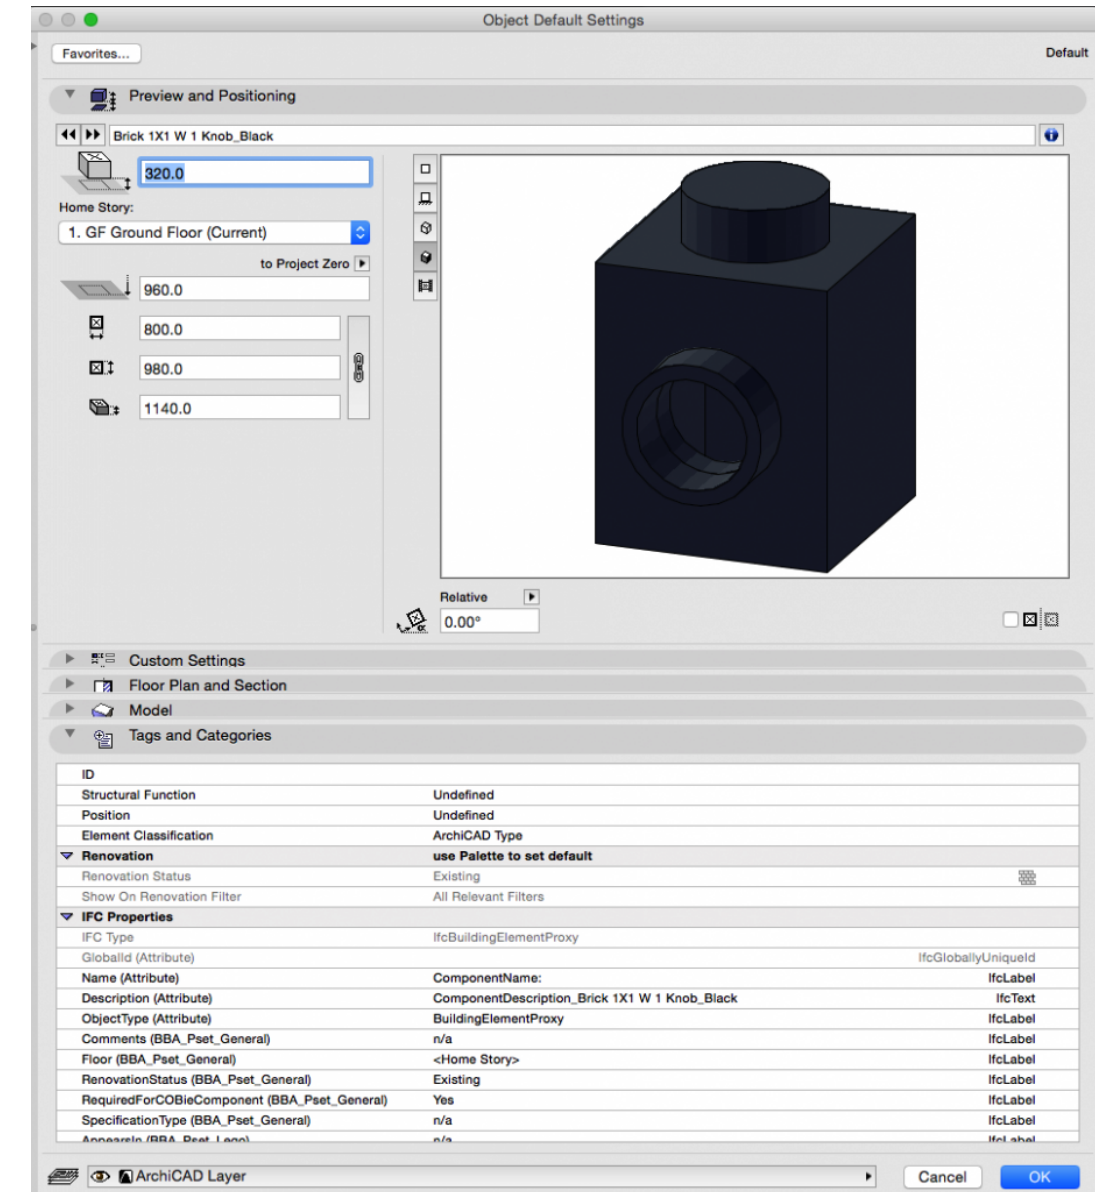 Object Default Settings
Favorites...
Default
Preview and Positioning
Brick 1X1 W 1 Knob_Black
320.0
Home Story:
1. GF Ground Floor (Current)
to Project Zero
960.0
800.0
980.0
1140.0
Relative
0.00°
Custom Settings
Floor Plan and Section
Model
Tags and Categories
ID
Structural Function Undefined
Position Undefined
Element Classification ArchiCAD Type
Renovation use Palette to set default
Renovation Status Existing
Show On Renovation Filter All Relevant Filters
IFC Properties
IFC Type IfcBuildingElementProxy
GlobalId (Attribute) IfcGloballyUniqueId
Name (Attribute) ComponentName: IfcLabel
Description (Attribute) ComponentDescription_Brick 1X1 W 1 Knob_Black IfcText
ObjectType (Attribute) BuildingElementProxy IfcLabel
Comments (BBA_Pset_General) n/a IfcLabel
Floor (BBA_Pset_General) <Home Story> IfcLabel
RenovationStatus (BBA_Pset_General) Existing IfcLabel
RequiredForCOBieComponent (BBA_Pset_General) Yes IfcLabel
SpecificationType (BBA_Pset_General) n/a IfcLabel
AppearsIn (BBA_Pset_Lego) n/a IfcLabel
ArchiCAD Layer
Cancel
OK